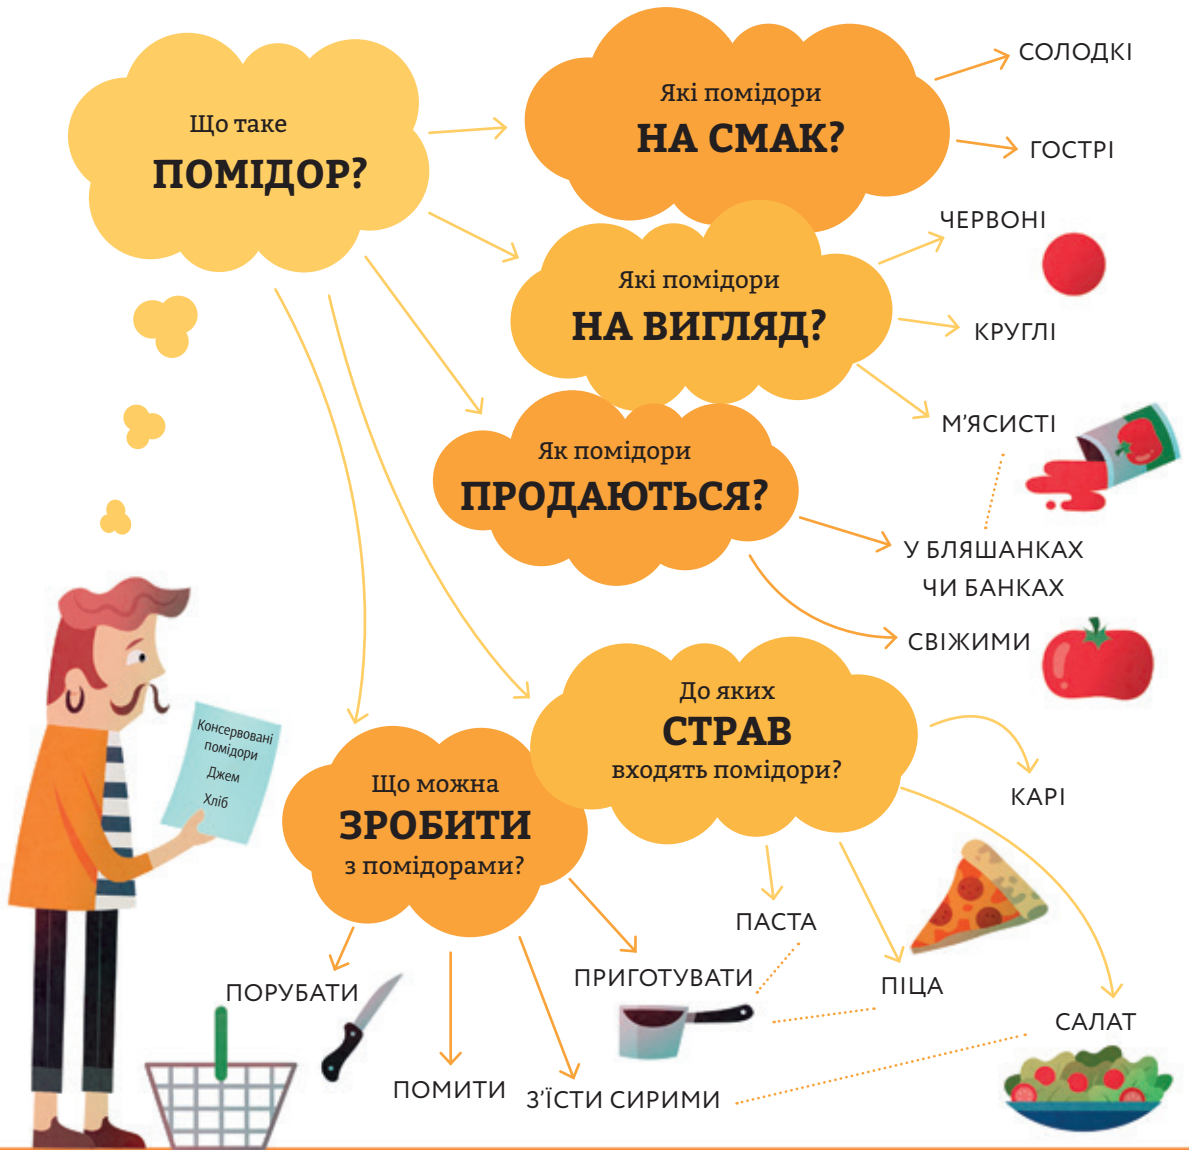 Що таке
ПОМІДОР?
Які помідори
НА СМАК?
СОЛОДКІ
ГОСТРІ
Які помідори
НА ВИГЛЯД?
ЧЕРВОНІ
КРУГЛІ
М'ЯСИСТІ
Як помідори
ПРОДАЮТЬСЯ?
У БЛЯШАНКАХ
ЧИ БАНКАХ
СВІЖИМИ
До яких
СТРАВ
входять помідори?
КАРІ
ПАСТА
ПІЦА
САЛАТ
Що можна
ЗРОБИТИ
з помідорами?
ПОРУБАТИ
ПОМИТИ
З'ЇСТИ СИРИМИ
ПРИГОТУВАТИ
Консервовані
помідори
Джем
Хліб